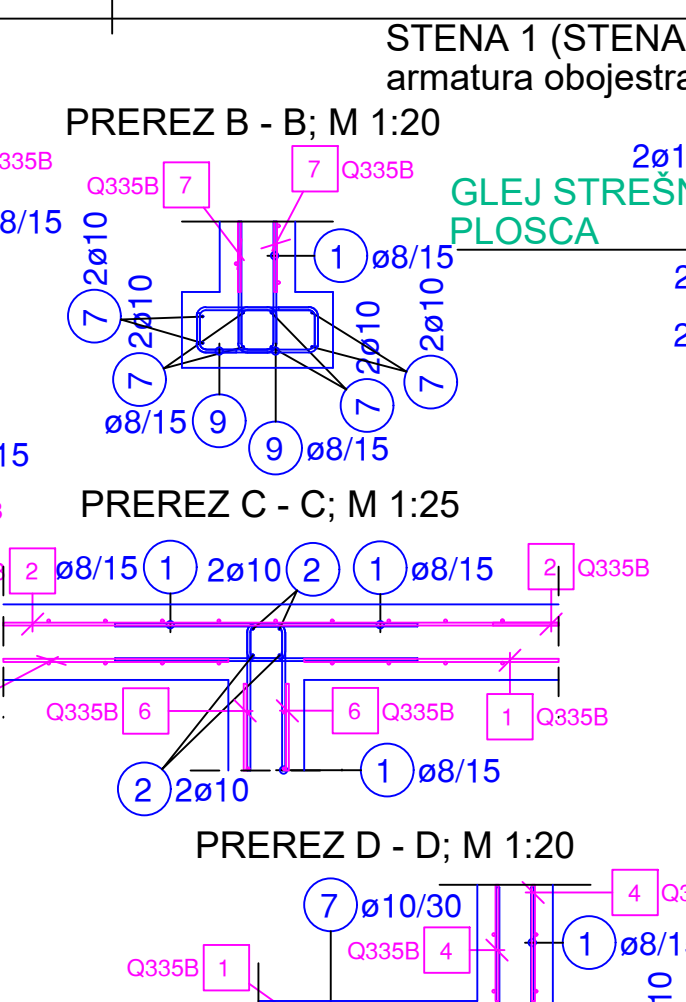 STENA 1 (STENA
armatura obojestra
PREREZ B - B; M 1:20
335B
Q335B 7
7 Q335B
2ø1
GLEJ STREŠN
PLOSCA
8/15
2ø10
1 ø8/15
2ø10
7
2ø10
2ø10
7
7
7
2
2
ø8/15 9
9 ø8/15
15
PREREZ C - C; M 1:25
2 ø8/15 1 2ø10 2 1 ø8/15 2 Q335B
Q335B 6
6 Q335B
1 Q335B
2 2ø10
1 ø8/15
PREREZ D - D; M 1:20
7 ø10/30
4 Q3
Q335B 4
1 ø8/1
Q335B 1
10